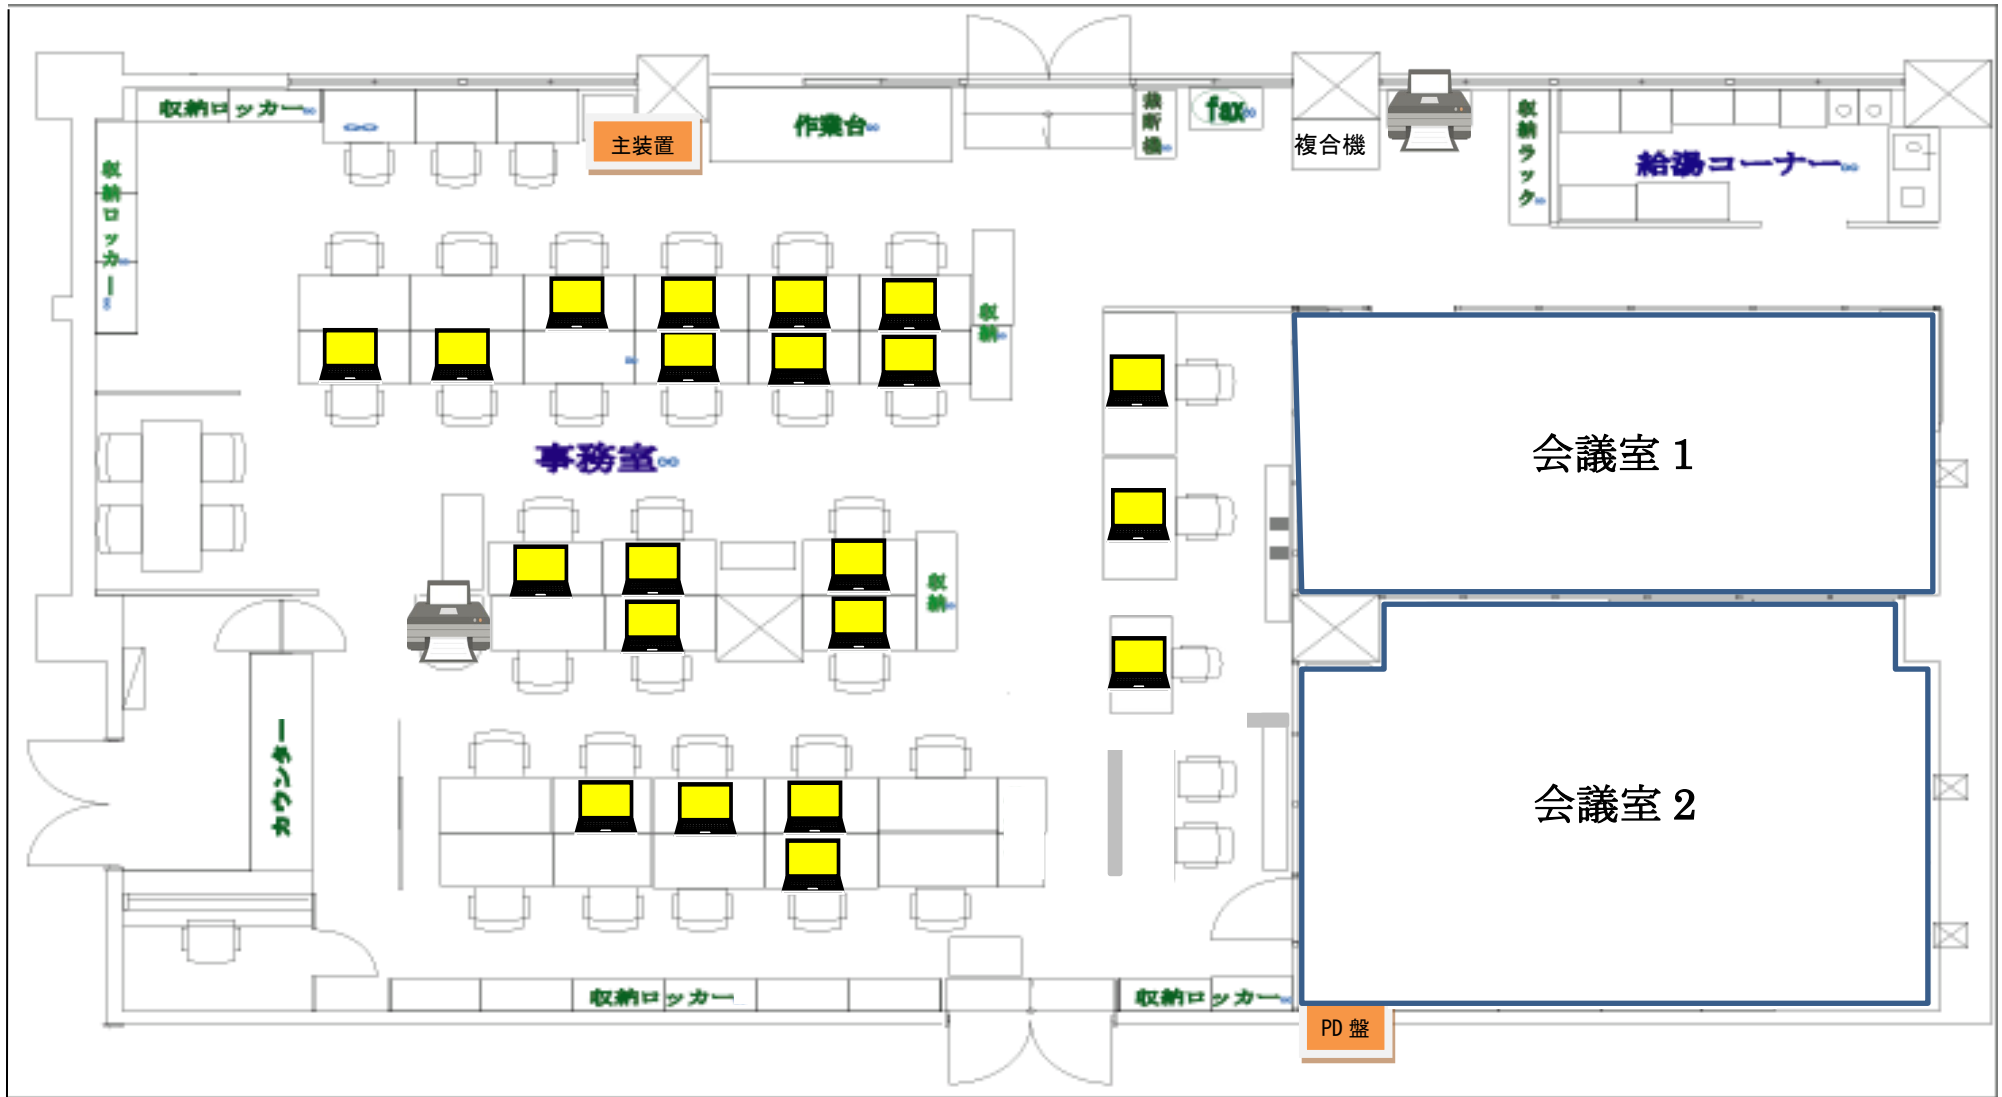 収納ロッカー
主装置
作業台
裁断機
fax
複合機
収納ラック
給湯コーナー
収納ロッカー
収納
会議室 1
事務室
収納
カウンター
会議室 2
収納ロッカー
収納ロッカー
PD 盤